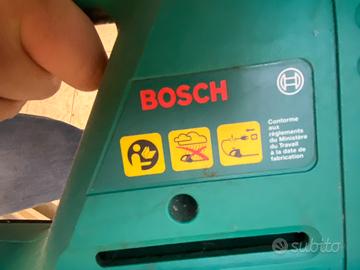 BOSCH
Conforme
aux
règlements
du Ministère
du Travail
à la date de
fabrication
subito